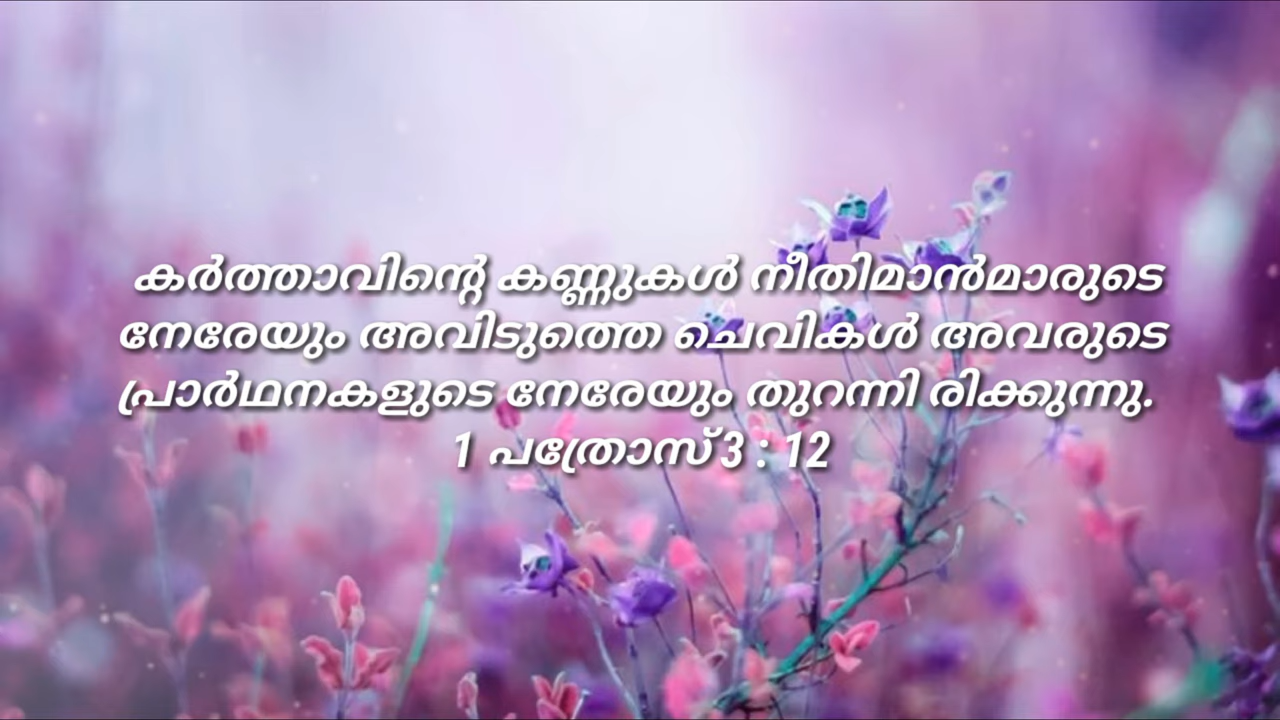 കർത്താവിന്റെ കണ്ണുകൾ നീതിമാൻമാരുടെ
നേരേയും അവിടുത്തെ ചെവികൾ അവരുടെ
പ്രാർഥനകളുടെ നേരേയും തുറന്നി രിക്കുന്നു.
1 പത്രോസ് 3 : 12